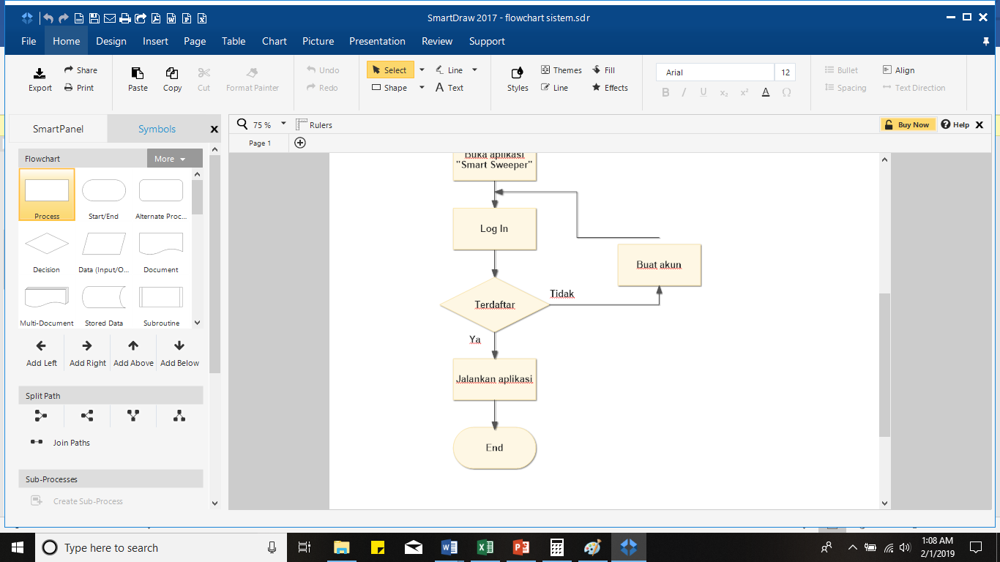 SmartDraw 2017 - flowchart sistem.sdr
File Home Design Insert Page Table Chart Picture Presentation Review Support
Export
Share
Print
Paste Copy Cut Format Painter
Undo
Redo
Select Line
Shape Text
Styles
Themes Fill
Line Effects
Arial 12
B I U x₂ x² A Ω
Bullet Align
Spacing Text Direction
SmartPanel Symbols
75 % Rulers
Buy Now Help
Page 1
Flowchart More
Process Start/End Alternate Proc...
Decision Data (Input/O... Document
Multi-Document Stored Data Subroutine
Add Left Add Right Add Above Add Below
Split Path
Join Paths
Sub-Processes
Create Sub-Process
Buka aplikasi
"Smart Sweeper"
Log In
Buat akun
Terdaftar
Tidak
Ya
Jalankan aplikasi
End
Type here to search
1:08 AM
2/1/2019